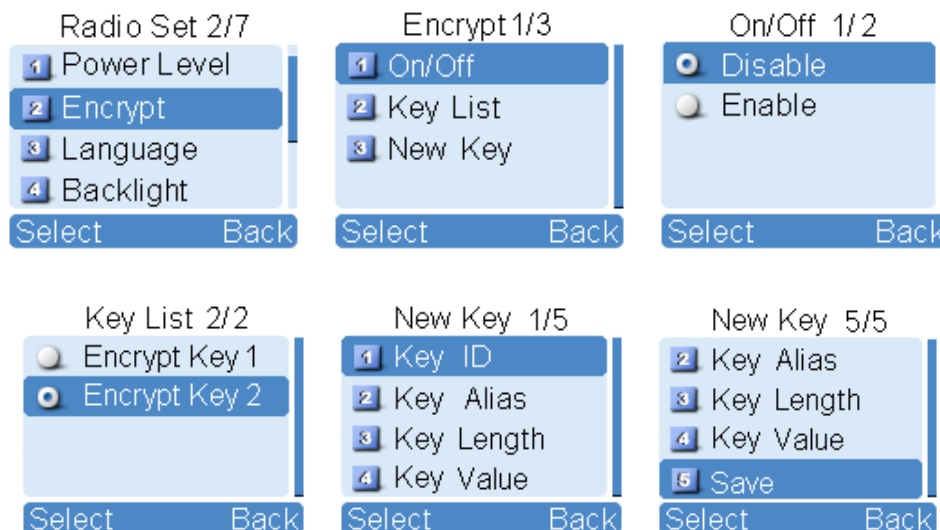 Radio Set 2/7
1 Power Level
2 Encrypt
3 Language
4 Backlight
Select Back
Encrypt 1/3
1 On/Off
2 Key List
3 New Key
Select Back
On/Off 1/2
Disable
Enable
Select Back
Key List 2/2
Encrypt Key 1
Encrypt Key 2
Select Back
New Key 1/5
1 Key ID
2 Key Alias
3 Key Length
4 Key Value
Select Back
New Key 5/5
2 Key Alias
3 Key Length
4 Key Value
5 Save
Select Back